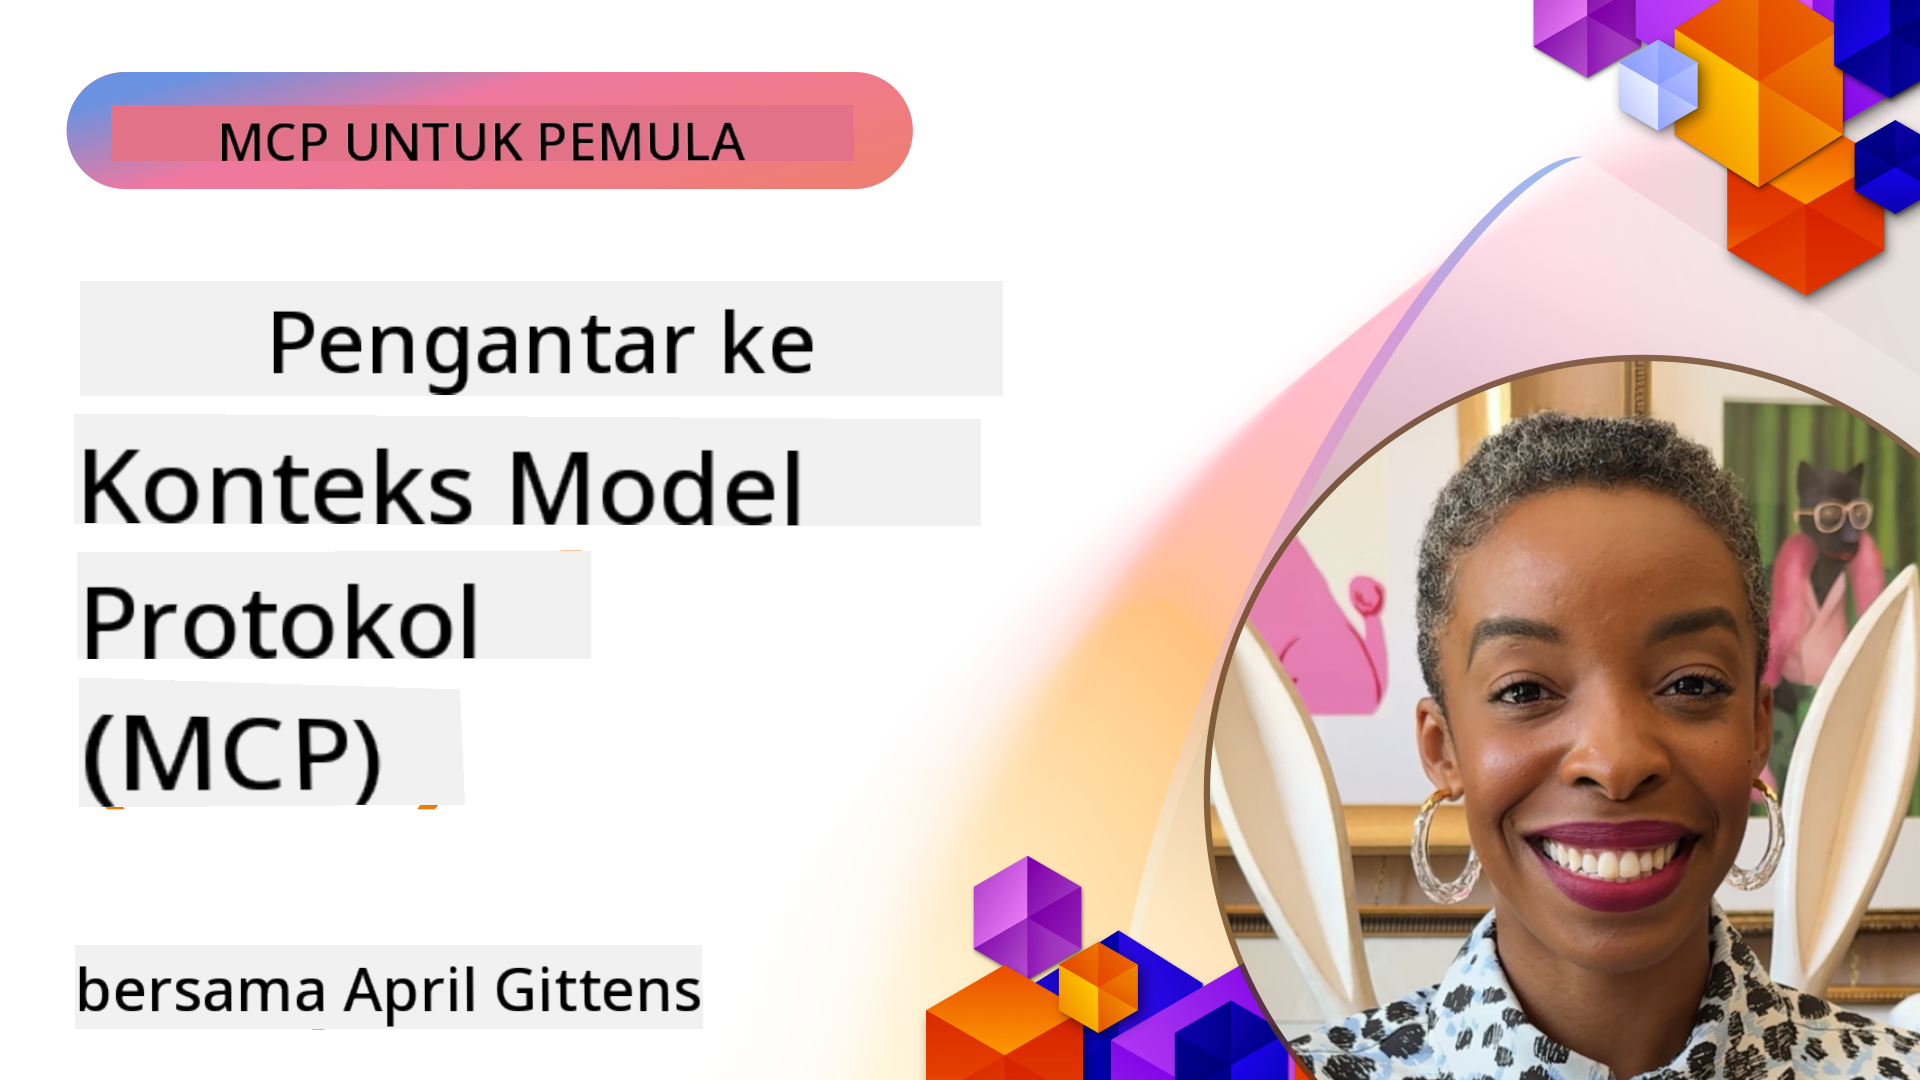 MCP UNTUK PEMULA
Pengantar ke
Konteks Model
Protokol
(MCP)
bersama April Gittens